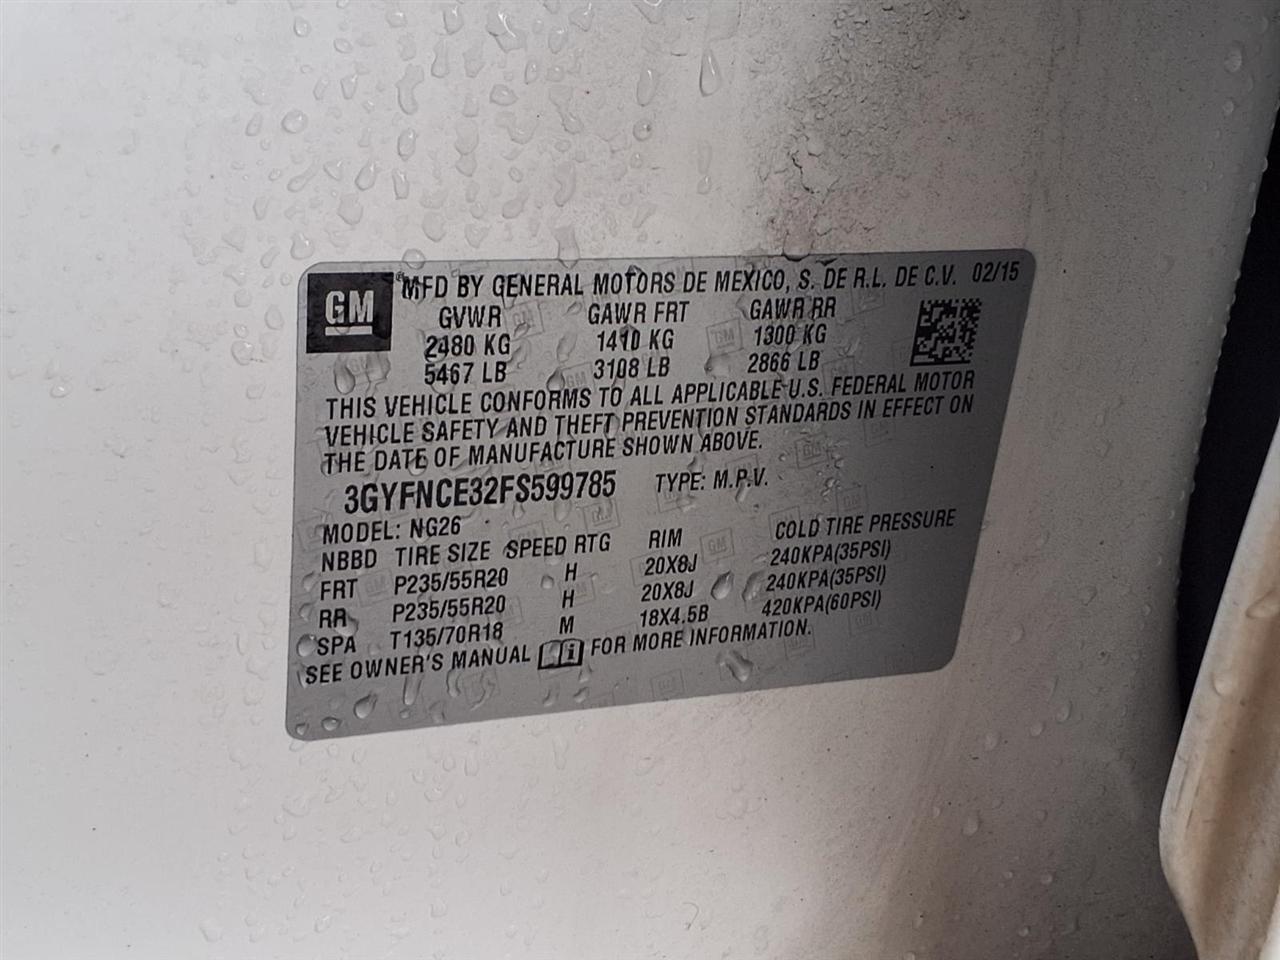 GM ® MFD BY GENERAL MOTORS DE MEXICO, S. DE R.L. DE C.V. 02/15
GVWR GAWR FRT GAWR RR
2480 KG 1410 KG 1300 KG
5467 LB 3108 LB 2866 LB
THIS VEHICLE CONFORMS TO ALL APPLICABLE U.S. FEDERAL MOTOR
VEHICLE SAFETY AND THEFT PREVENTION STANDARDS IN EFFECT ON
THE DATE OF MANUFACTURE SHOWN ABOVE.
3GYFNCE32FS599785 TYPE: M.P.V.
MODEL: NG26
NBBD TIRE SIZE SPEED RTG RIM COLD TIRE PRESSURE
FRT P235/55R20 H 20X8J 240KPA(35PSI)
RR P235/55R20 H 20X8J 240KPA(35PSI)
SPA T135/70R18 M 18X4.5B 420KPA(60PSI)
SEE OWNER'S MANUAL i FOR MORE INFORMATION.